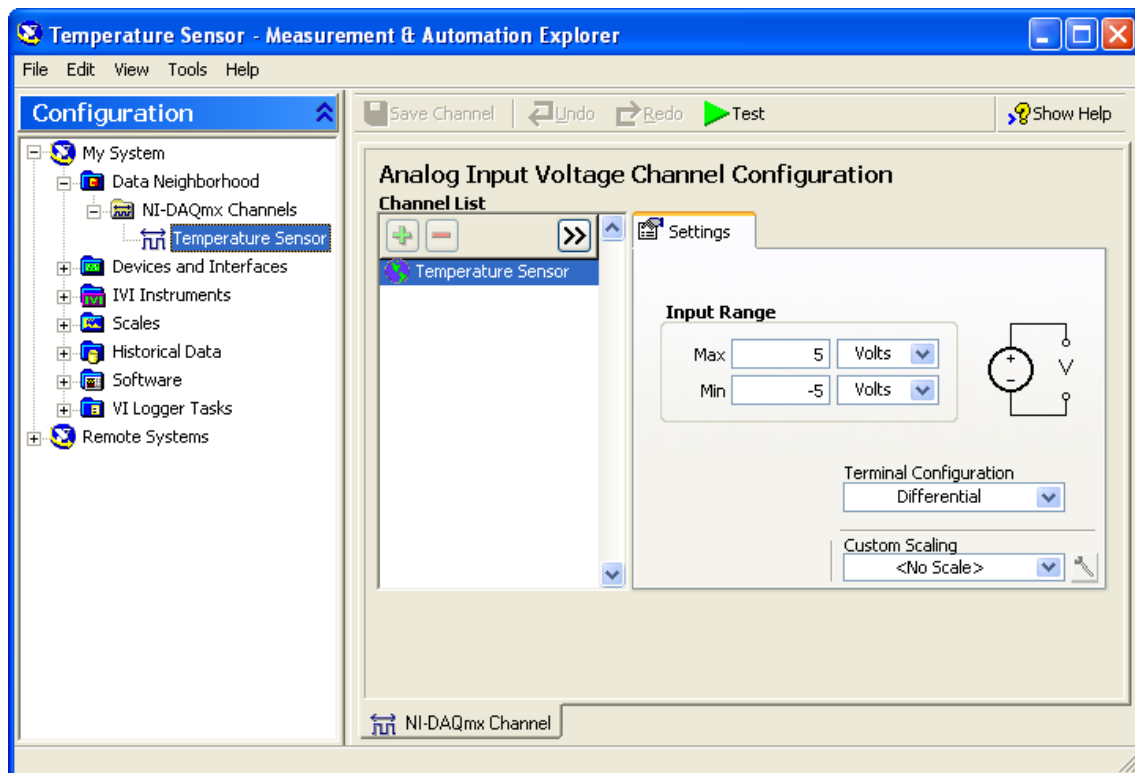 Temperature Sensor - Measurement & Automation Explorer
File Edit View Tools Help
Configuration
Save Channel Undo Redo Test Show Help
My System
Data Neighborhood
NI-DAQmx Channels
Temperature Sensor
Devices and Interfaces
IVI Instruments
Scales
Historical Data
Software
VI Logger Tasks
Remote Systems
Analog Input Voltage Channel Configuration
Channel List
Temperature Sensor
Settings
Input Range
Max 5 Volts
Min -5 Volts
V
Terminal Configuration
Differential
Custom Scaling
<No Scale>
NI-DAQmx Channel